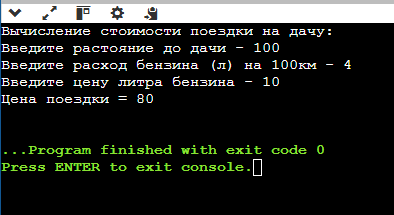 Вычисление стоимости поездки на дачу:
Введите растояние до дачи - 100
Введите расход бензина (л) на 100км - 4
Введите цену литра бензина - 10
Цена поездки = 80
...Program finished with exit code 0
Press ENTER to exit console.